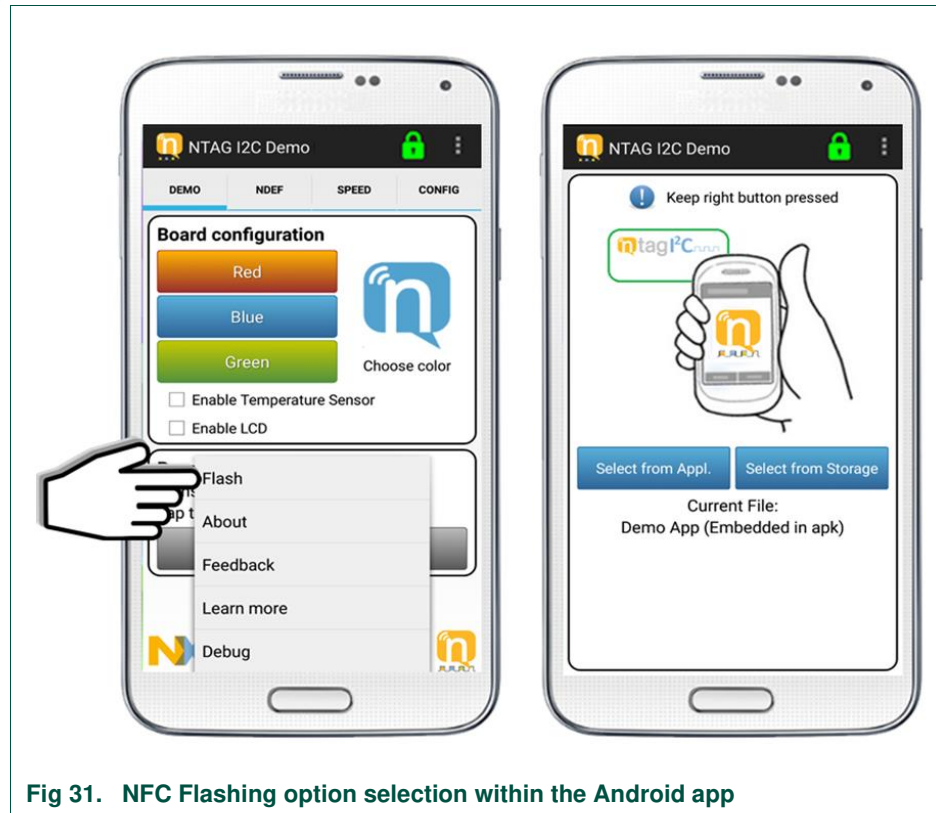 NTAG I2C Demo
DEMO NDEF SPEED CONFIG
Board configuration
Red
Blue
Green
Choose color
Enable Temperature Sensor
Enable LCD
Flash
About
Feedback
Learn more
Debug
NTAG I2C Demo
Keep right button pressed
ntag I²C
Select from Appl. Select from Storage
Current File:
Demo App (Embedded in apk)
Fig 31. NFC Flashing option selection within the Android app